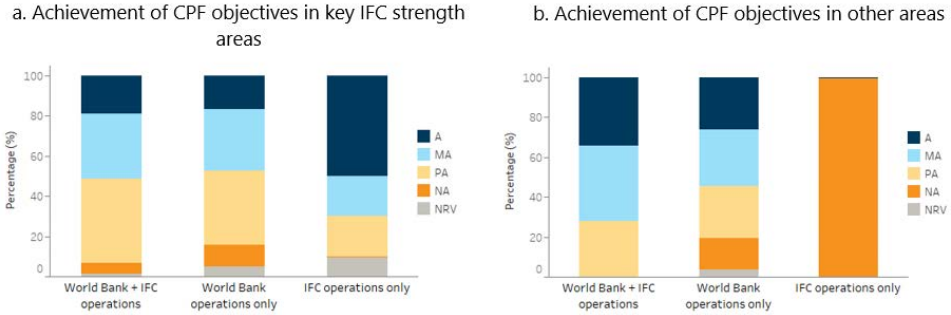 a. Achievement of CPF objectives in key IFC strength
areas
Percentage (%)
100
80
60
40
20
0
World Bank + IFC
operations
World Bank
operations only
IFC operations only
A
MA
PA
NA
NRV
b. Achievement of CPF objectives in other areas
Percentage (%)
100
80
60
40
20
0
World Bank + IFC
operations
World Bank
operations only
IFC operations only
A
MA
PA
NA
NRV